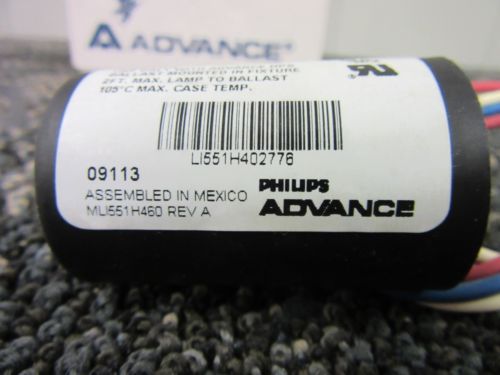 ADVANCE
BALLAST MOUNTED IN FIXTURE
2FT. MAX. LAMP TO BALLAST
105°C MAX. CASE TEMP.
LI551H402776
09113
ASSEMBLED IN MEXICO
MLI551H460 REV A
PHILIPS
ADVANCE